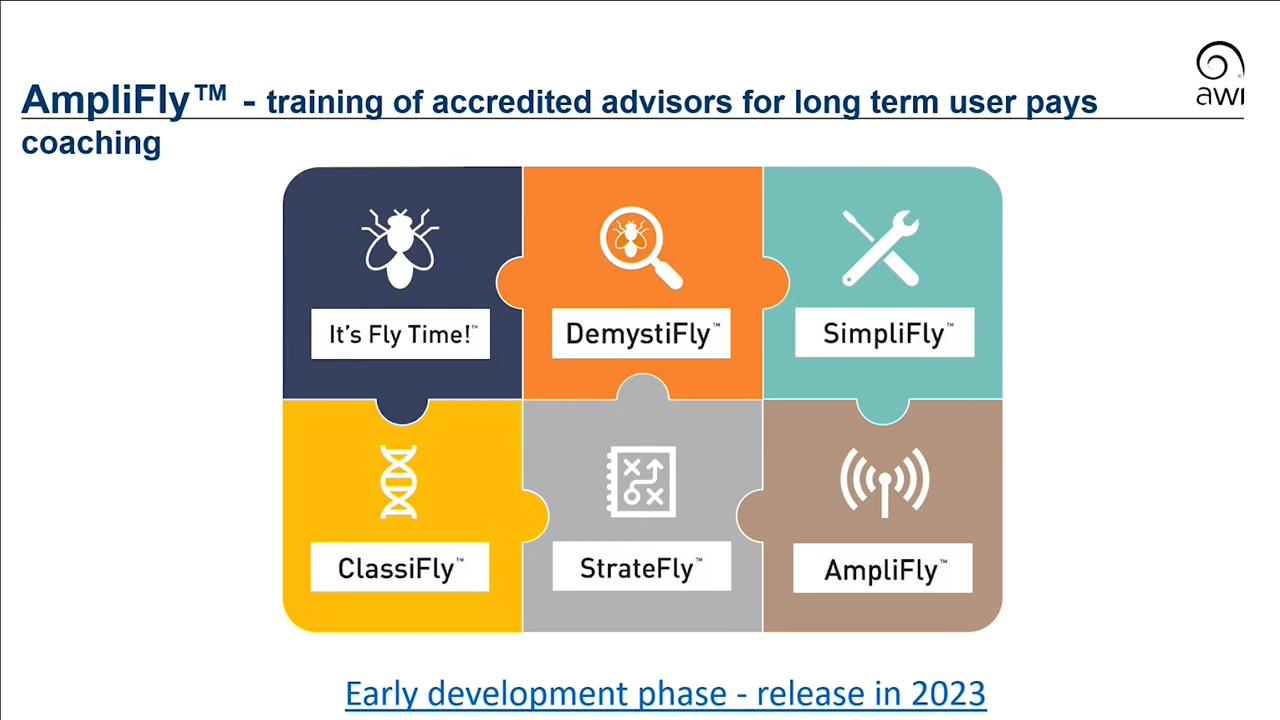 AmpliFly™ - training of accredited advisors for long term user pays
coaching
awi
It's Fly Time!™
DemystiFly™
SimpliFly™
ClassiFly™
StrateFly™
AmpliFly™
Early development phase - release in 2023